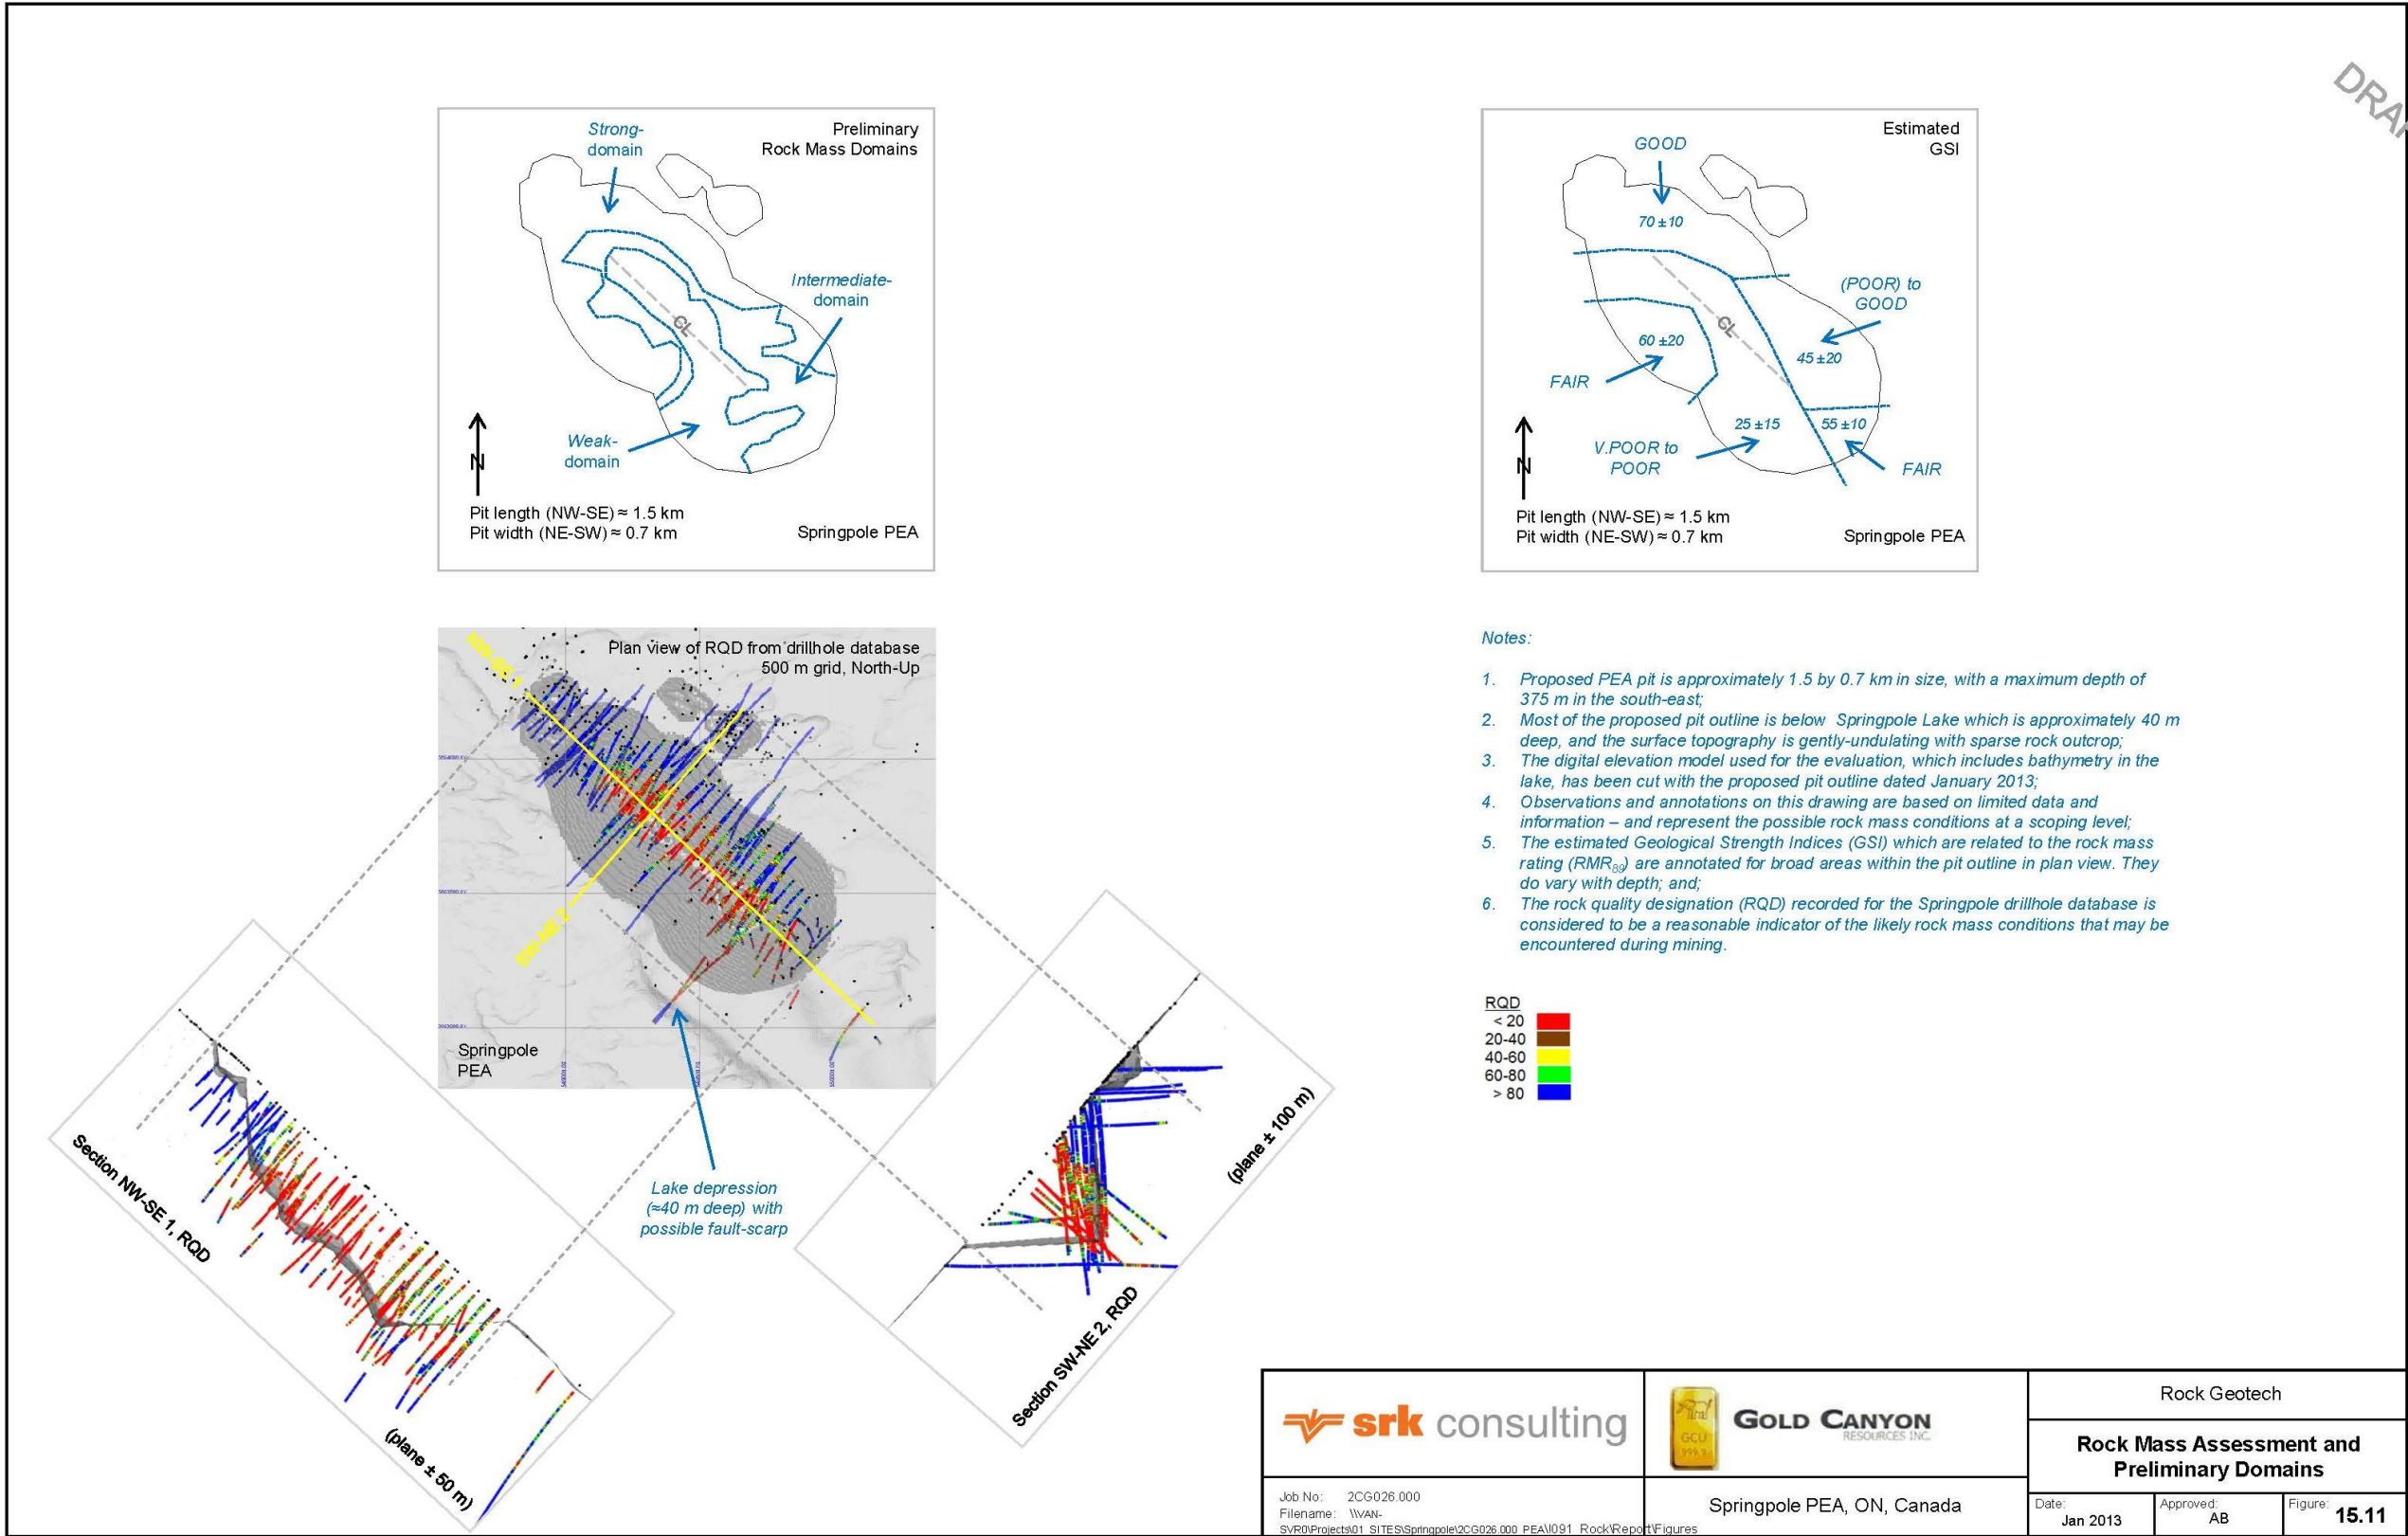 DRA
Strong-
domain
Preliminary
Rock Mass Domains
Intermediate-
domain
CL
Weak-
domain
N
Pit length (NW-SE) ≈ 1.5 km
Pit width (NE-SW) ≈ 0.7 km
Springpole PEA
Estimated
GSI
GOOD
70 ±10
(POOR) to
GOOD
CL
60 ±20
45 ±20
FAIR
25 ±15
55 ±10
V.POOR to
POOR
FAIR
N
Pit length (NW-SE) ≈ 1.5 km
Pit width (NE-SW) ≈ 0.7 km
Springpole PEA
Plan view of RQD from drillhole database
500 m grid, North-Up
NW-SE 1
SW-NE 2
Springpole
PEA
Lake depression
(≈40 m deep) with
possible fault-scarp
Section NW-SE 1, RQD
(plane ± 50 m)
Section SW-NE 2, RQD
(plane ± 100 m)
Notes:
1. Proposed PEA pit is approximately 1.5 by 0.7 km in size, with a maximum depth of
375 m in the south-east;
2. Most of the proposed pit outline is below Springpole Lake which is approximately 40 m
deep, and the surface topography is gently-undulating with sparse rock outcrop;
3. The digital elevation model used for the evaluation, which includes bathymetry in the
lake, has been cut with the proposed pit outline dated January 2013;
4. Observations and annotations on this drawing are based on limited data and
information – and represent the possible rock mass conditions at a scoping level;
5. The estimated Geological Strength Indices (GSI) which are related to the rock mass
rating (RMR89) are annotated for broad areas within the pit outline in plan view. They
do vary with depth; and;
6. The rock quality designation (RQD) recorded for the Springpole drillhole database is
considered to be a reasonable indicator of the likely rock mass conditions that may be
encountered during mining.
RQD
< 20
20-40
40-60
60-80
> 80
srk consulting
GCU
999.9
GOLD CANYON
RESOURCES INC.
Rock Geotech
Rock Mass Assessment and
Preliminary Domains
Job No: 2CG026.000
Filename: \\VAN-
SVR0\Projects\01_SITES\Springpole\2CG026.000_PEA\I091_Rock\Report\Figures
Springpole PEA, ON, Canada
Date:
Jan 2013
Approved:
AB
Figure: 15.11